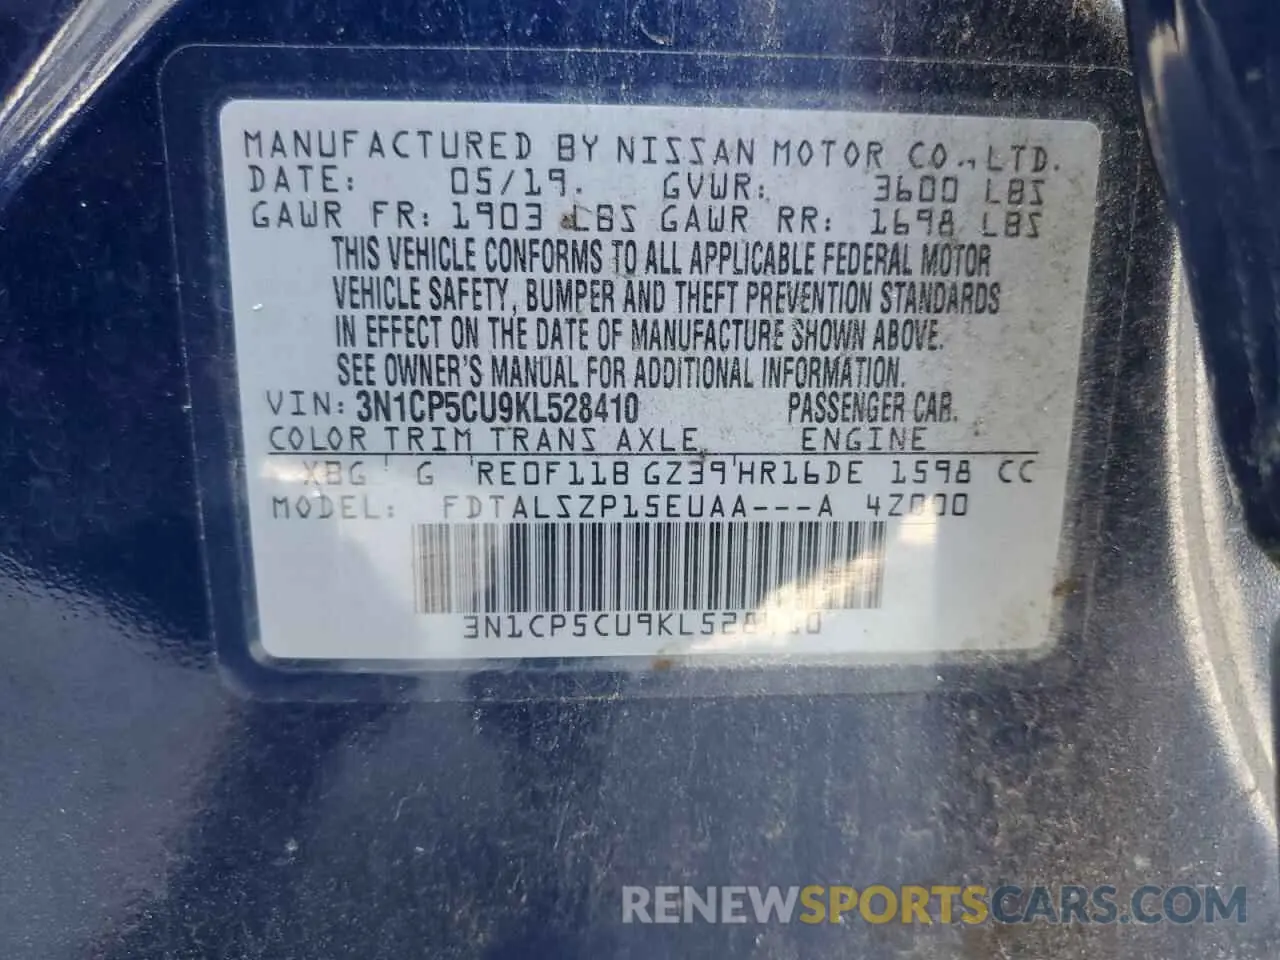 MANUFACTURED BY NISSAN MOTOR CO., LTD.
DATE: 05/19. GVWR: 3600 LBS
GAWR FR: 1903 LBS GAWR RR: 1698 LBS
THIS VEHICLE CONFORMS TO ALL APPLICABLE FEDERAL MOTOR
VEHICLE SAFETY, BUMPER AND THEFT PREVENTION STANDARDS
IN EFFECT ON THE DATE OF MANUFACTURE SHOWN ABOVE.
SEE OWNER'S MANUAL FOR ADDITIONAL INFORMATION.
VIN: 3N1CP5CU9KL528410 PASSENGER CAR.
COLOR TRIM TRANS AXLE ENGINE
XBG G RE0F11B GZ39 HR16DE 1598 CC
MODEL: FDTALSZP15EUAA---A 4Z000
3N1CP5CU9KL528410
RENEWSPORTSCARS.COM